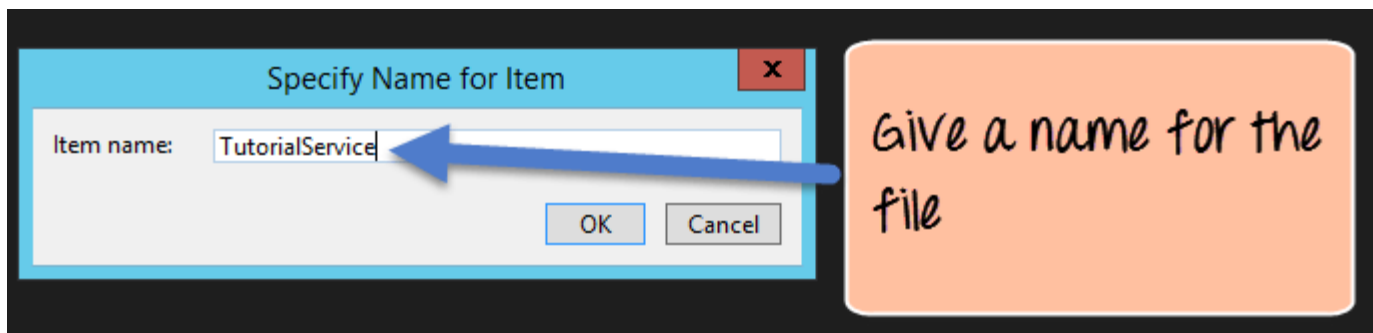 Specify Name for Item
x
Item name: TutorialService
OK Cancel
Give a name for the
file